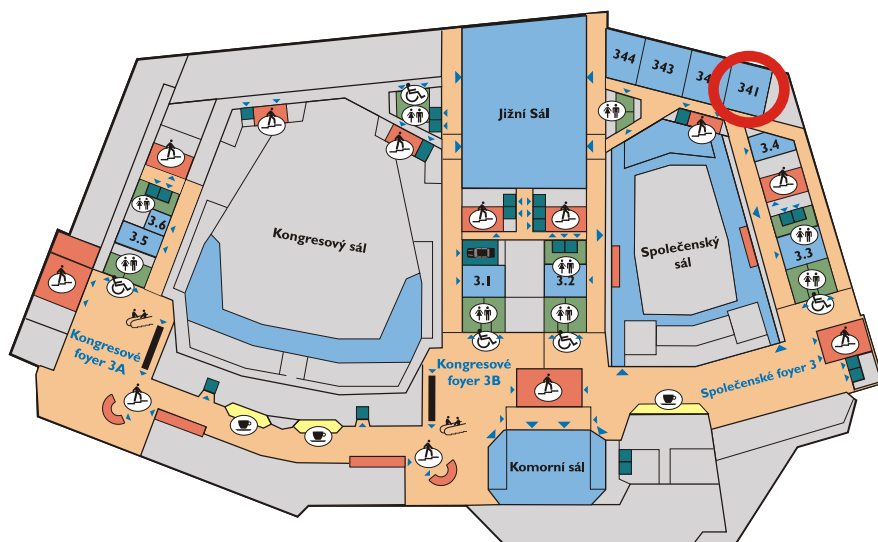 344
343
34
341
Jižní Sál
3.4
3.6
3.5
Kongresový sál
Společenský
sál
3.3
3.1
3.2
Kongresové
foyer 3A
Kongresové
foyer 3B
Společenské foyer 3
Komorní sál